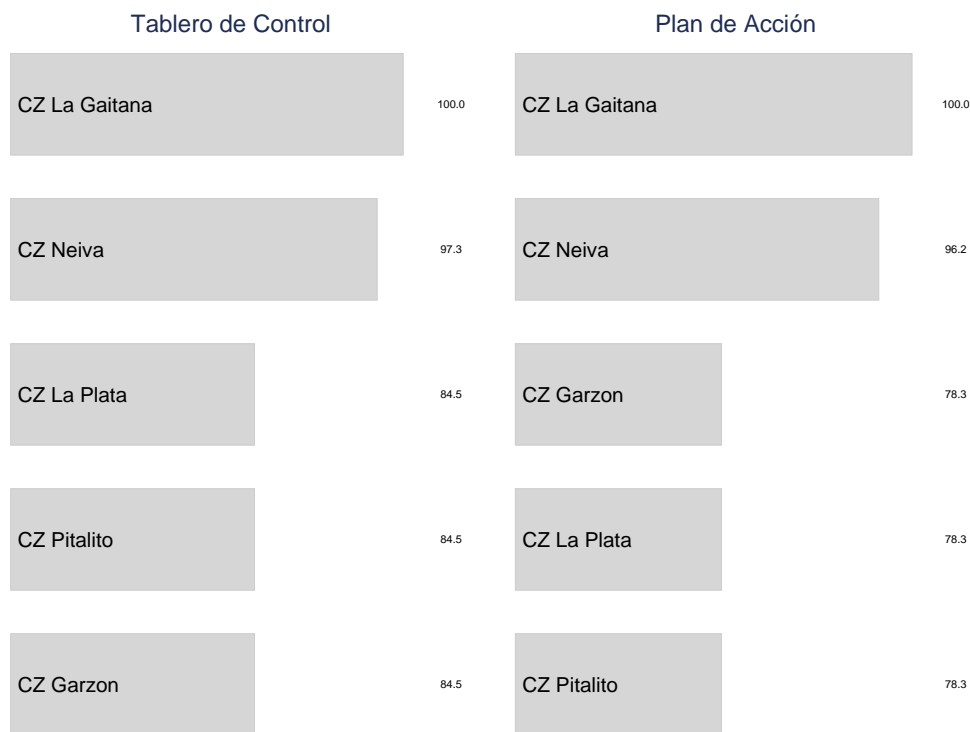 Tablero de Control
CZ La Gaitana 100.0
CZ Neiva 97.3
CZ La Plata 84.5
CZ Pitalito 84.5
CZ Garzon 84.5
Plan de Acción
CZ La Gaitana 100.0
CZ Neiva 96.2
CZ Garzon 78.3
CZ La Plata 78.3
CZ Pitalito 78.3